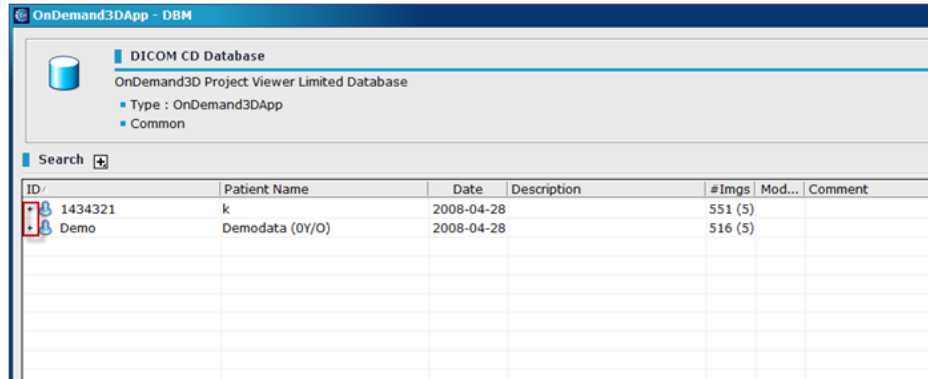 OnDemand3DApp - DBM
DICOM CD Database
OnDemand3D Project Viewer Limited Database
Type : OnDemand3DApp
Common
Search
ID Patient Name Date Description #Imgs Mod... Comment
1434321 k 2008-04-28 551 (5)
Demo Demodata (0Y/O) 2008-04-28 516 (5)